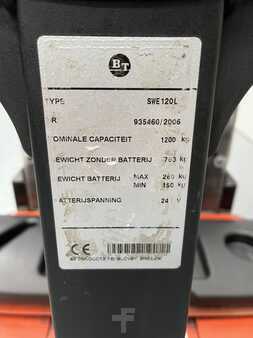 BT
TYPE SWE120L
R 935460/2006
OMINALE CAPACITEIT 1200 KG
EWICHT ZONDER BATTERIJ 763 kg
EWICHT BATTERIJ MAX 280 kg
MIN 150 kg
ATTERIJSPANNING 24 V
CE